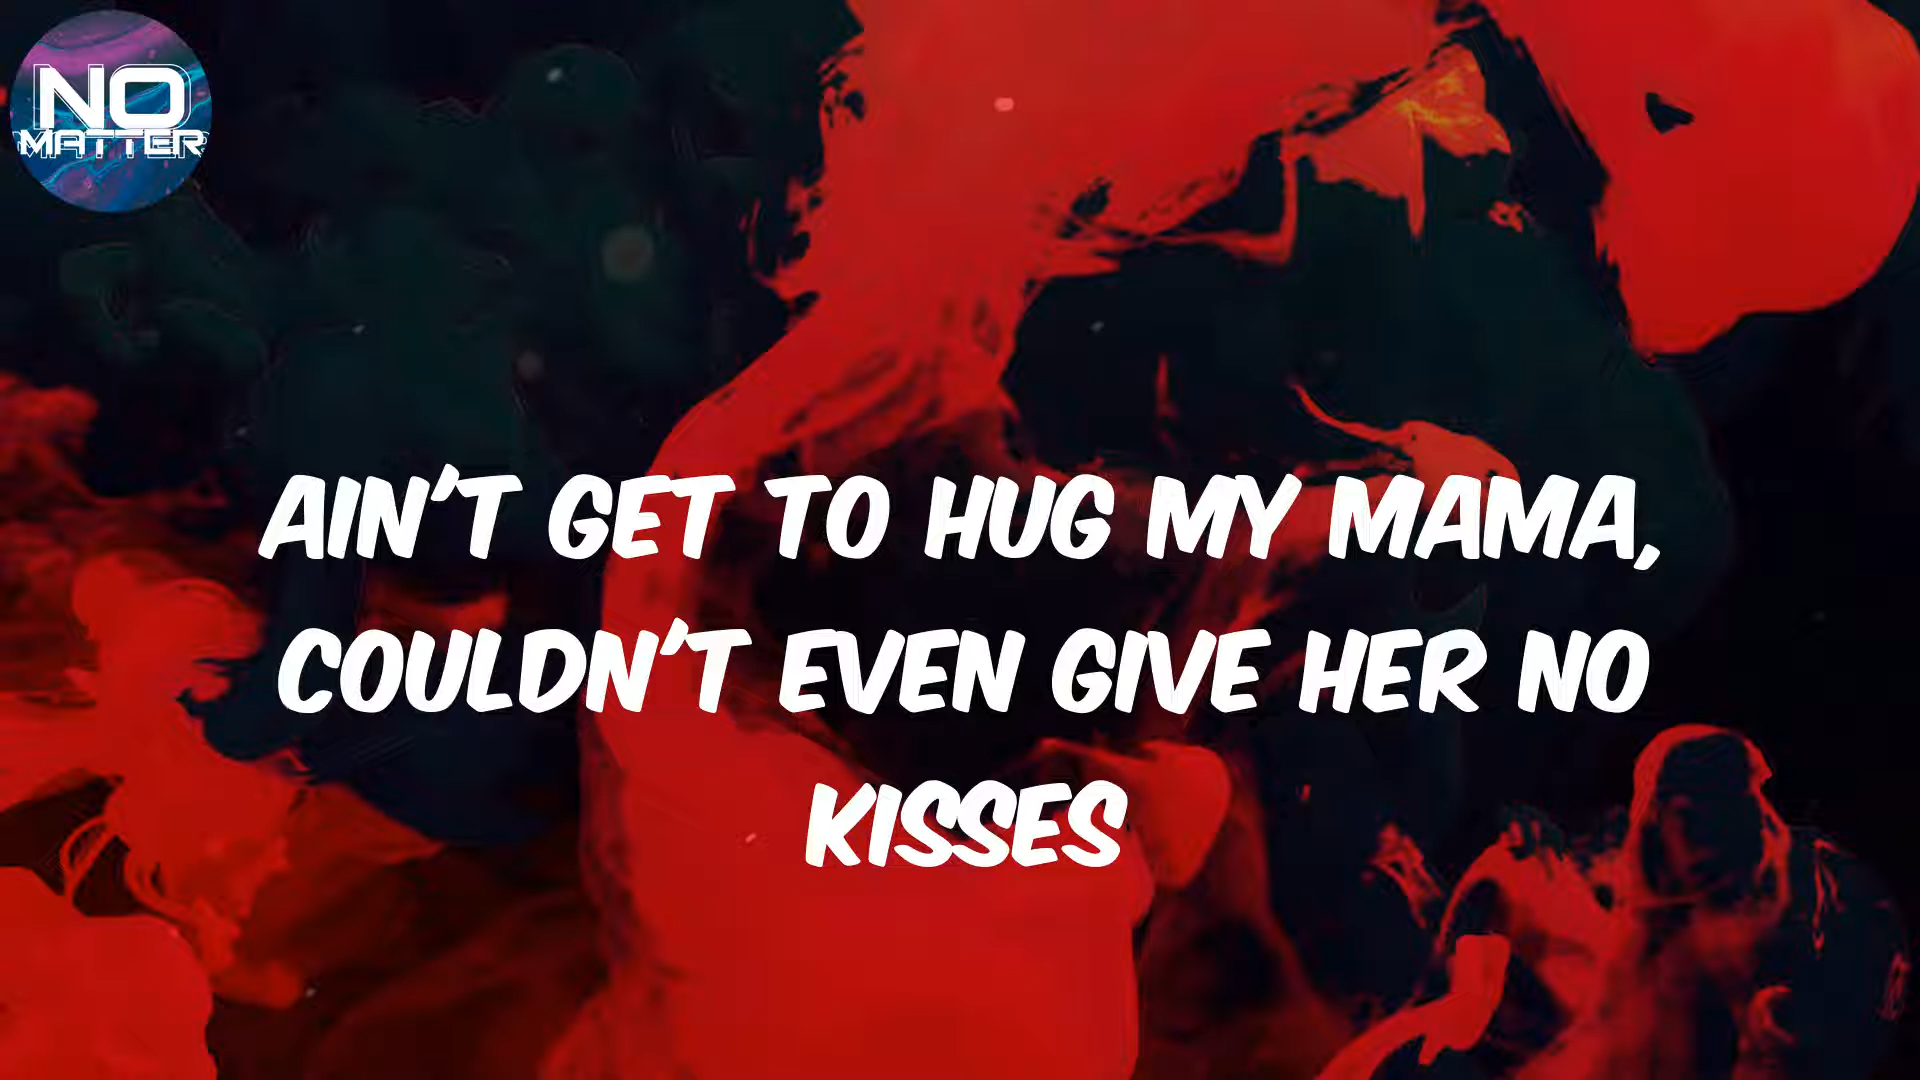 NO
MATTER
AIN'T GET TO HUG MY MAMA,
COULDN'T EVEN GIVE HER NO
KISSES